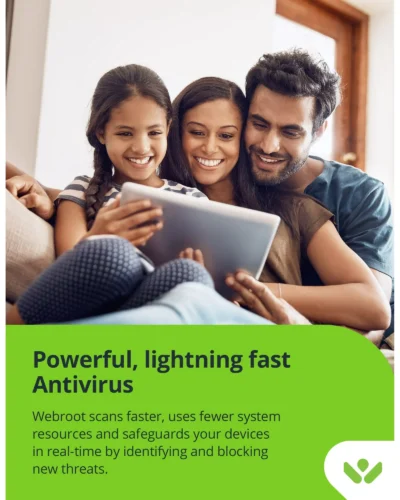 Powerful, lightning fast
Antivirus
Webroot scans faster, uses fewer system
resources and safeguards your devices
in real-time by identifying and blocking
new threats.